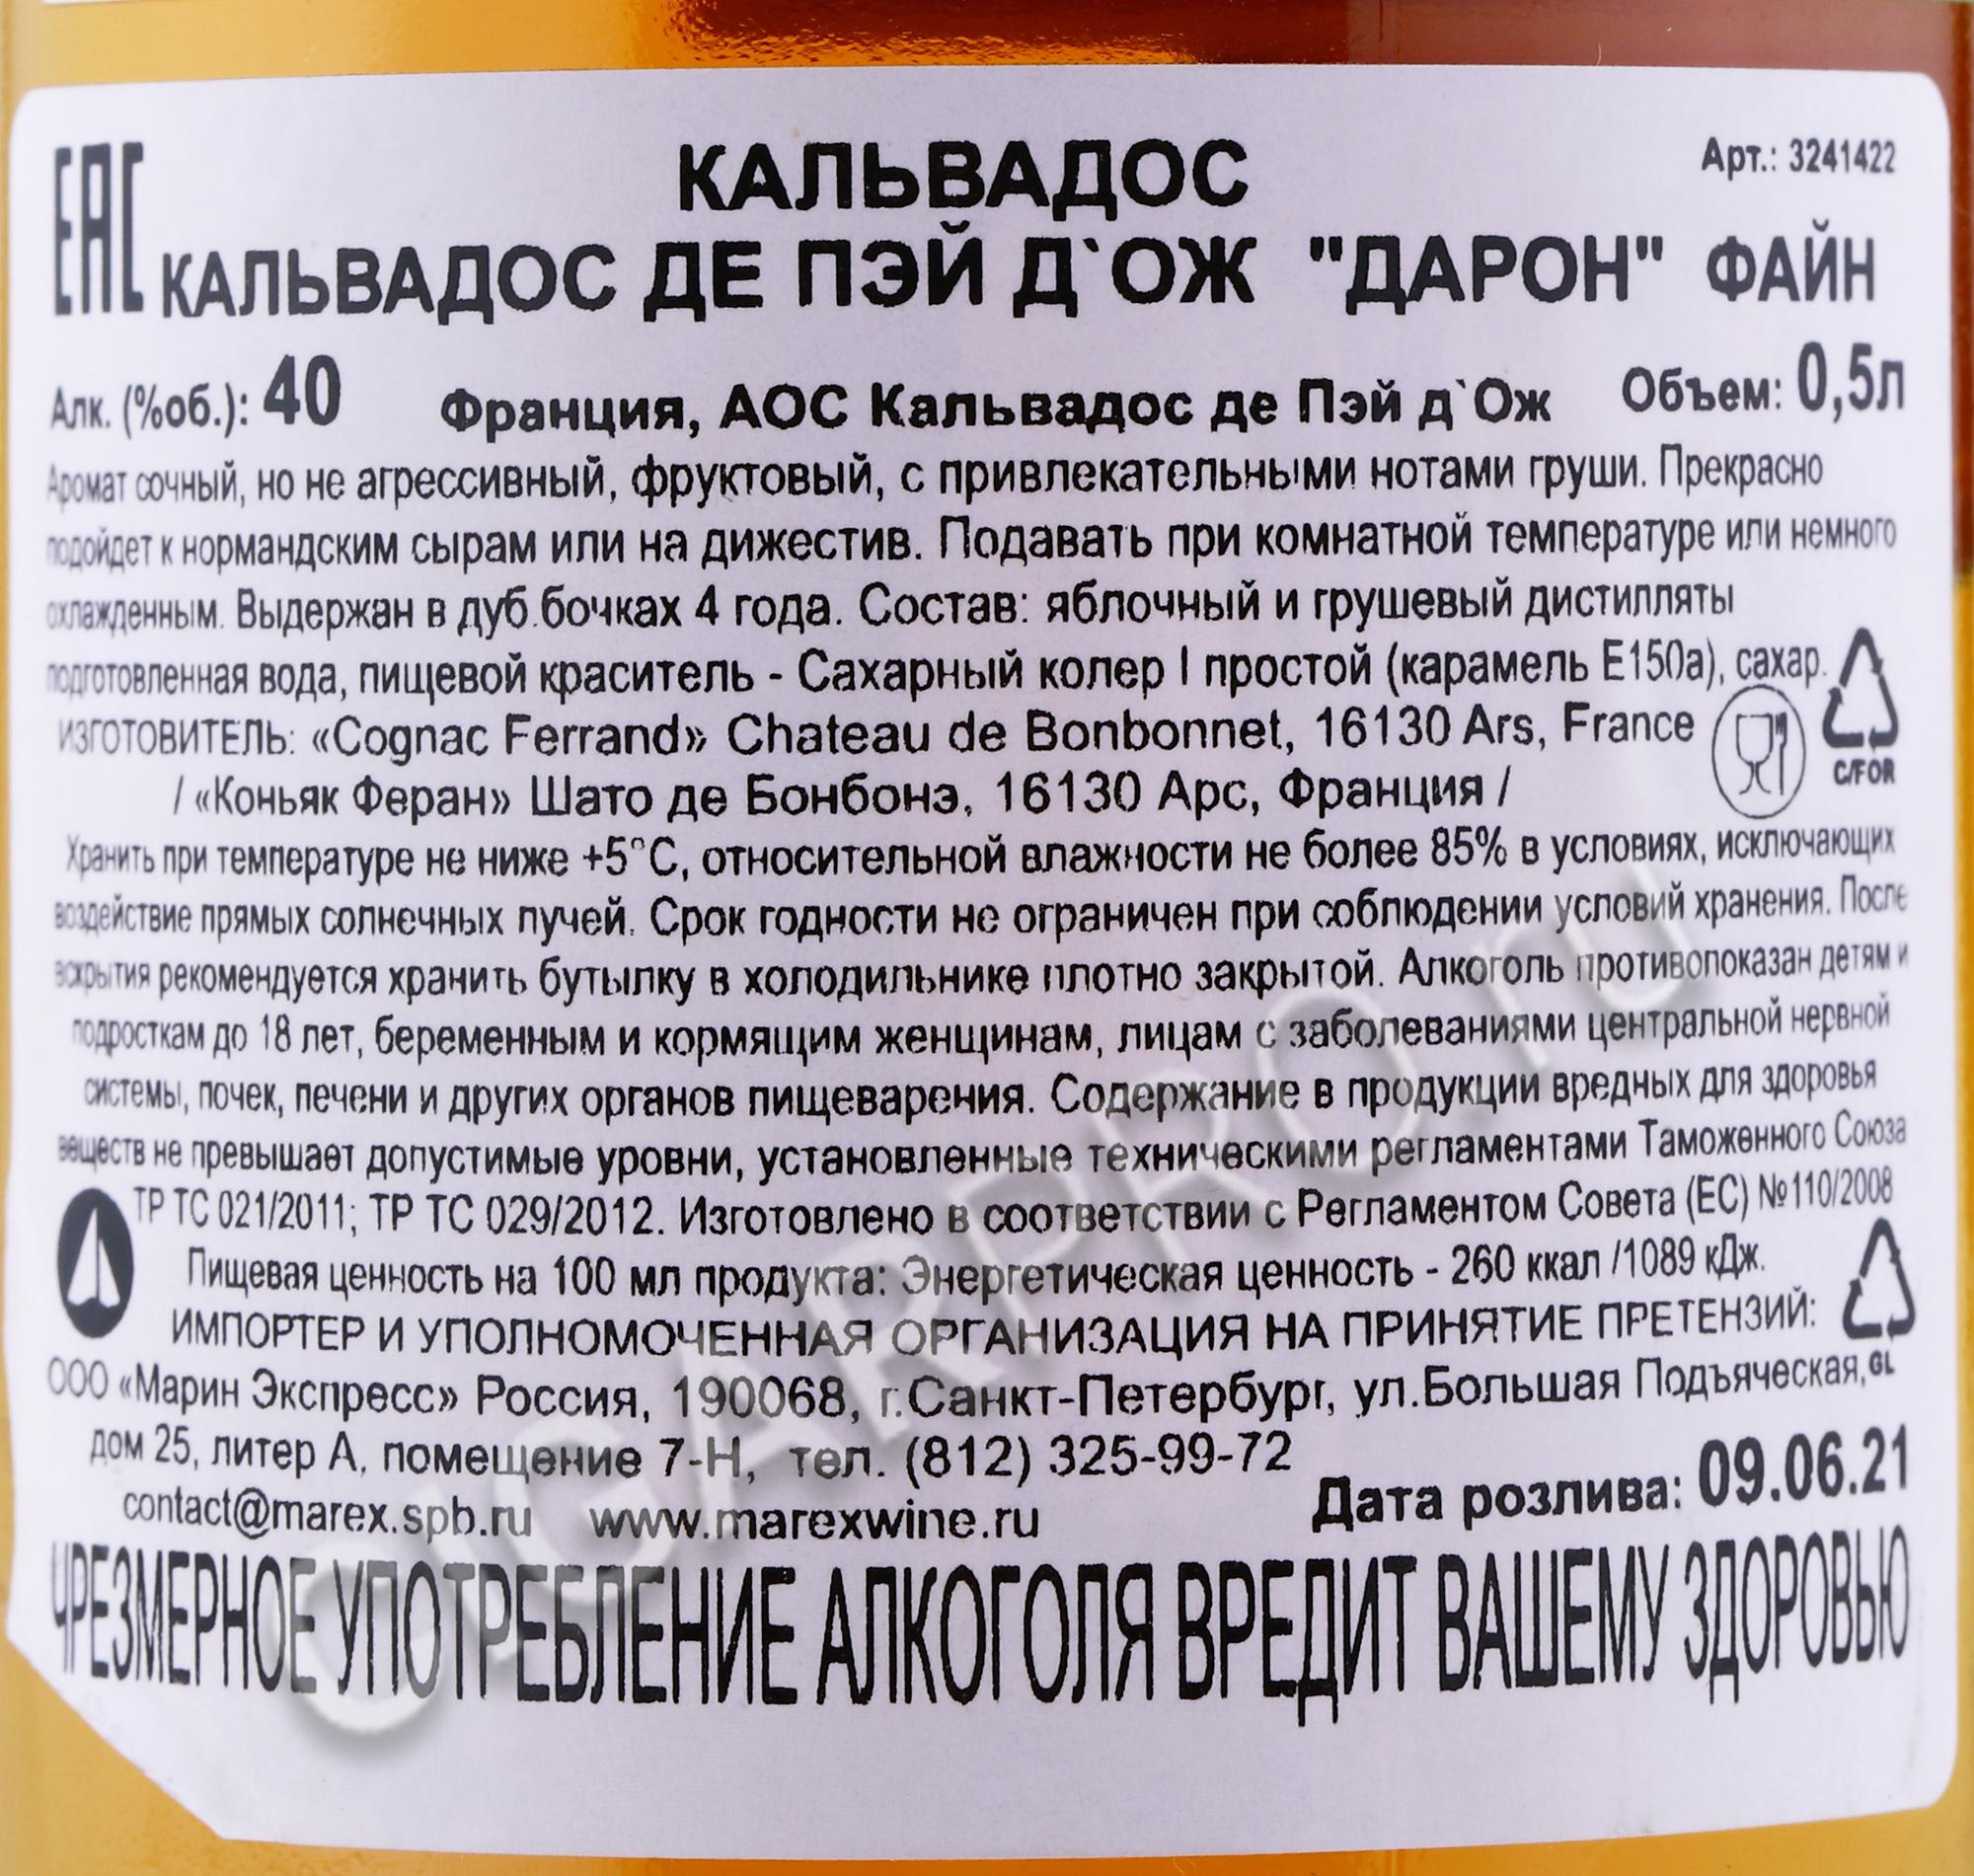 ЕАС
КАЛЬВАДОС
Арт.: 3241422
КАЛЬВАДОС ДЕ ПЭЙ Д`ОЖ "ДАРОН" ФАЙН
Алк. (%об.): 40 Франция, АОС Кальвадос де Пэй д`Ож Объем: 0,5л
Аромат сочный, но не агрессивный, фруктовый, с привлекательными нотами груши. Прекрасно
подойдет к нормандским сырам или на дижестив. Подавать при комнатной температуре или немного
охлажденным. Выдержан в дуб.бочках 4 года. Состав: яблочный и грушевый дистилляты
подготовленная вода, пищевой краситель - Сахарный колер I простой (карамель Е150а), сахар.
ИЗГОТОВИТЕЛЬ: «Cognac Ferrand» Chateau de Bonbonnet, 16130 Ars, France
C/FOR
/ «Коньяк Феран» Шато де Бонбонэ, 16130 Арс, Франция /
Хранить при температуре не ниже +5°С, относительной влажности не более 85% в условиях, исключающих
воздействие прямых солнечных лучей. Срок годности не ограничен при соблюдении условий хранения. После
вскрытия рекомендуется хранить бутылку в холодильнике плотно закрытой. Алкоголь противопоказан детям и
подросткам до 18 лет, беременным и кормящим женщинам, лицам с заболеваниями центральной нервной
системы, почек, печени и других органов пищеварения. Содержание в продукции вредных для здоровья
веществ не превышает допустимые уровни, установленные техническими регламентами Таможенного Союза
ТР ТС 021/2011; ТР ТС 029/2012. Изготовлено в соответствии с Регламентом Совета (ЕС) №110/2008
Пищевая ценность на 100 мл продукта: Энергетическая ценность - 260 ккал /1089 кДж.
ИМПОРТЕР И УПОЛНОМОЧЕННАЯ ОРГАНИЗАЦИЯ НА ПРИНЯТИЕ ПРЕТЕНЗИЙ:
ООО «Марин Экспресс» Россия, 190068, г.Санкт-Петербург, ул.Большая Подъяческая,
GL
дом 25, литер А, помещение 7-Н, тел. (812) 325-99-72
contact@marex.spb.ru www.marexwine.ru
Дата розлива: 09.06.21
ЧРЕЗМЕРНОЕ УПОТРЕБЛЕНИЕ АЛКОГОЛЯ ВРЕДИТ ВАШЕМУ ЗДОРОВЬЮ
CIGARPRO.ru